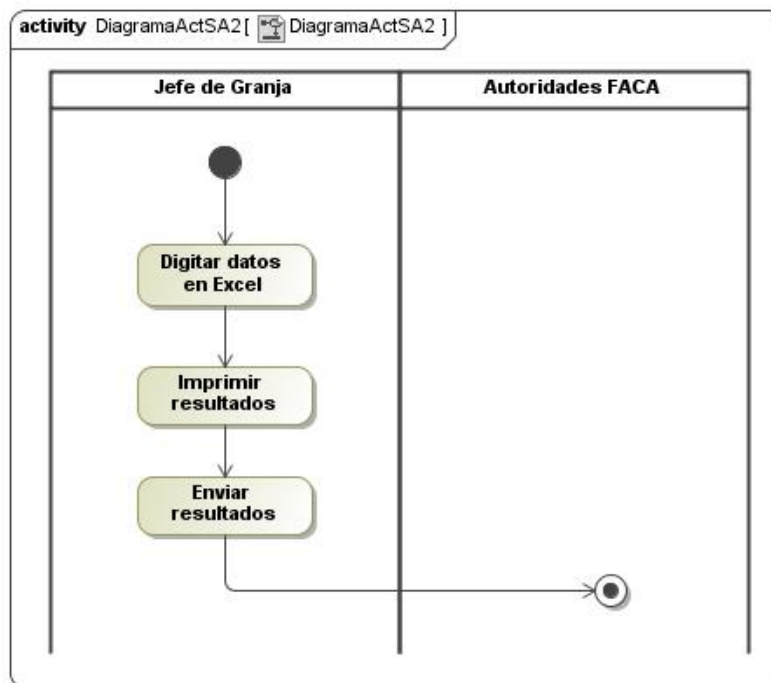 activity DiagramaActSA2[ DiagramaActSA2 ]
Jefe de Granja
Autoridades FACA
Digitar datos
en Excel
Imprimir
resultados
Enviar
resultados